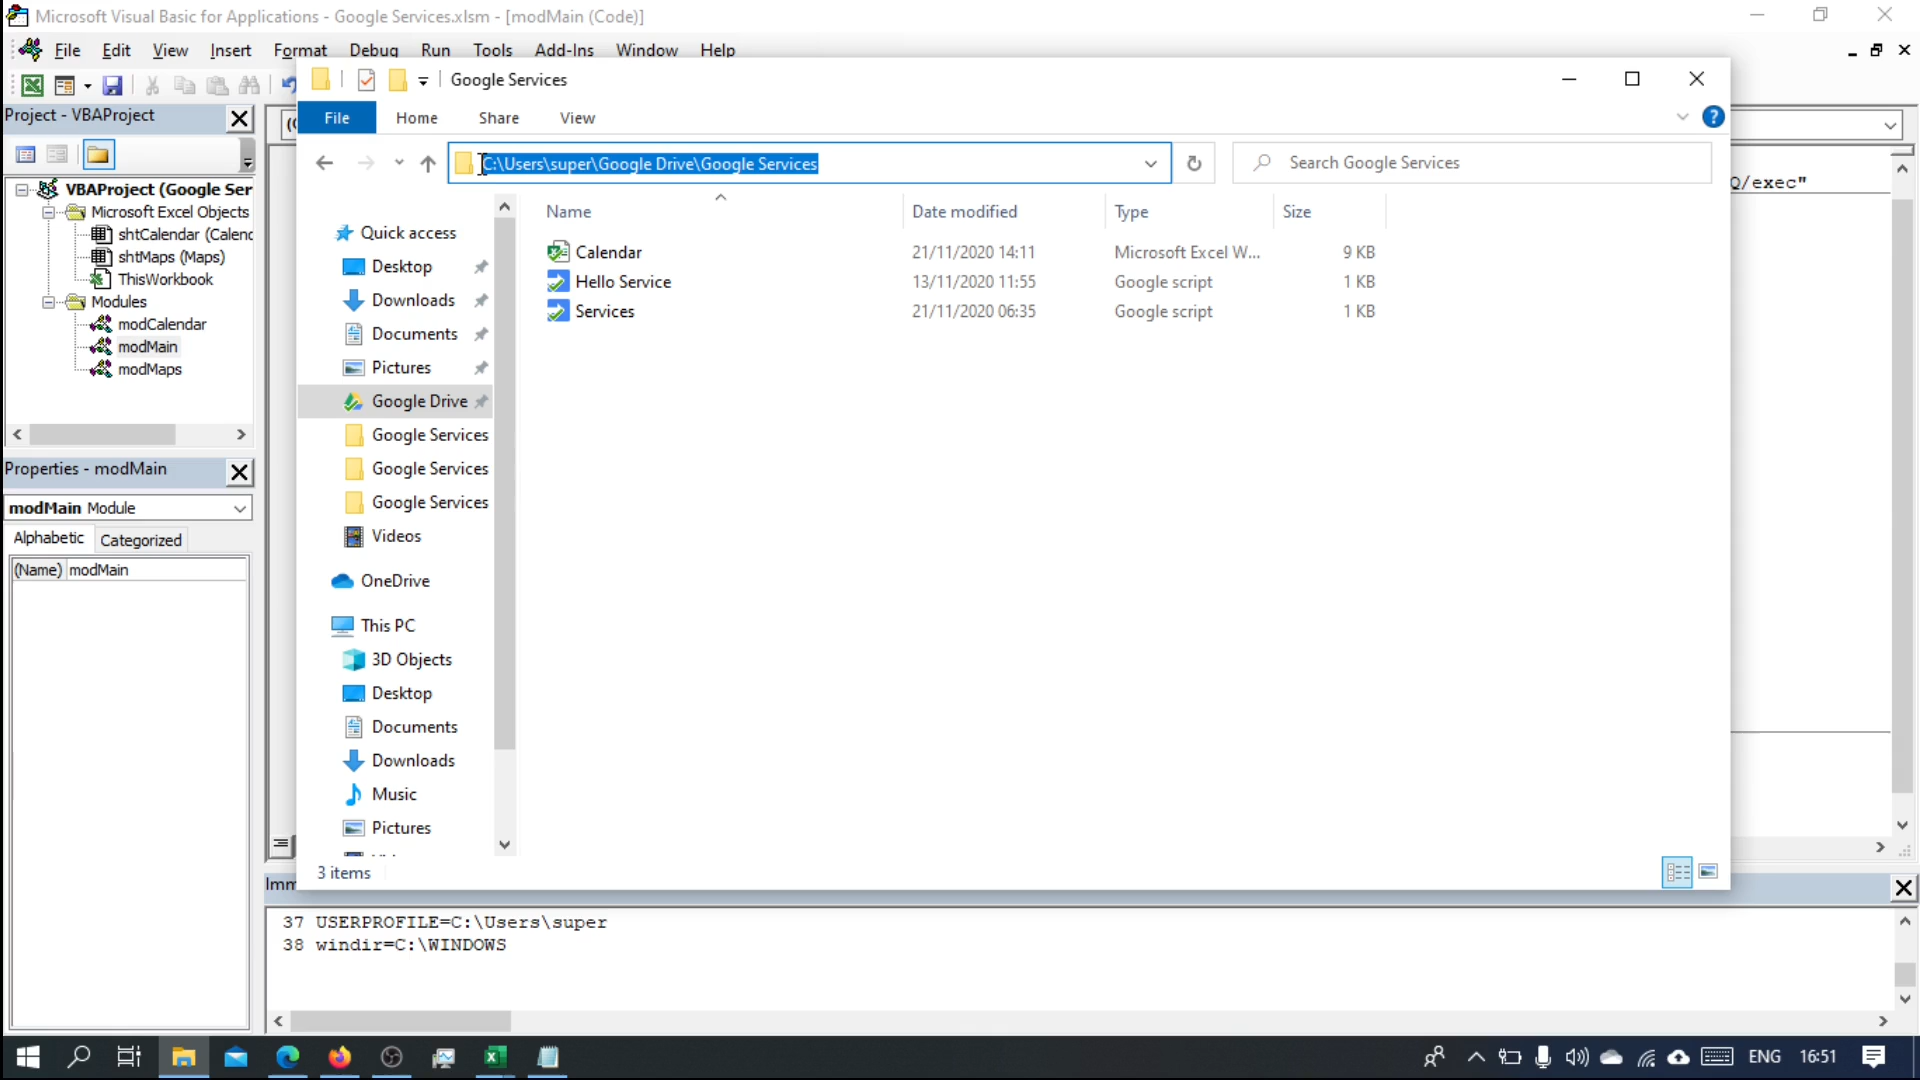 Microsoft Visual Basic for Applications - Google Services.xlsm - [modMain (Code)]
File Edit View Insert Format Debug Run Tools Add-Ins Window Help
Project - VBAProject
VBAProject (Google Ser
Microsoft Excel Objects
shtCalendar (Calend
shtMaps (Maps)
ThisWorkbook
Modules
modCalendar
modMain
modMaps
Properties - modMain
modMain Module
Alphabetic Categorized
(Name) modMain
Google Services
File Home Share View
C:\Users\super\Google Drive\Google Services
Search Google Services
Q/exec"
Quick access
Desktop
Downloads
Documents
Pictures
Google Drive
Google Services
Google Services
Google Services
Videos
OneDrive
This PC
3D Objects
Desktop
Documents
Downloads
Music
Pictures
Name Date modified Type Size
Calendar 21/11/2020 14:11 Microsoft Excel W... 9 KB
Hello Service 13/11/2020 11:55 Google script 1 KB
Services 21/11/2020 06:35 Google script 1 KB
3 items
Imm
37 USERPROFILE=C:\Users\super
38 windir=C:\WINDOWS
ENG 16:51